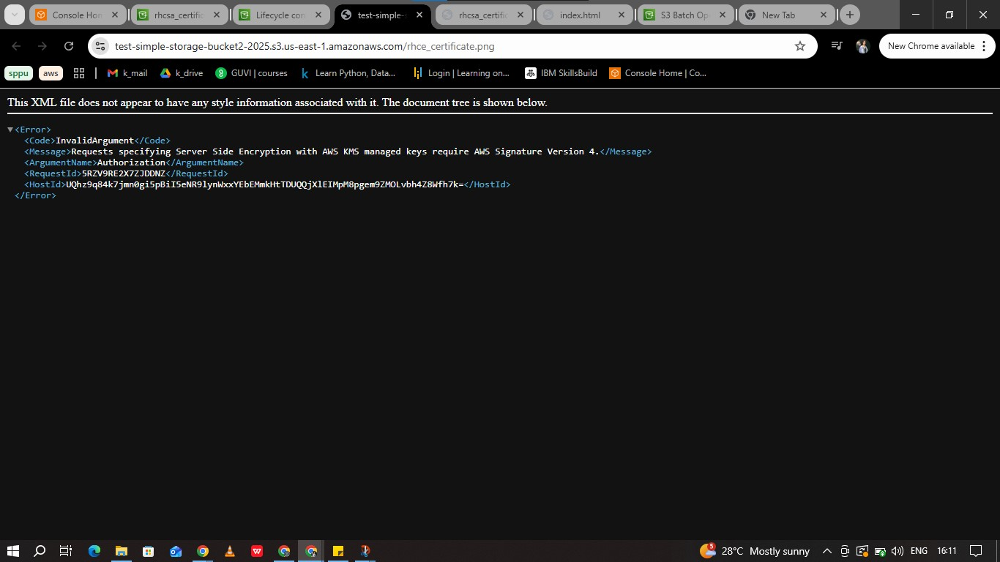 Console Hon
rhcsa_certific
Lifecycle con
test-simple-s
rhcsa_certific
index.html
S3 Batch Op
New Tab
test-simple-storage-bucket2-2025.s3.us-east-1.amazonaws.com/rhce_certificate.png
New Chrome available
sppu
aws
k_mail
k_drive
GUVI | courses
Learn Python, Data...
Login | Learning on...
IBM SkillsBuild
Console Home | Co...
This XML file does not appear to have any style information associated with it. The document tree is shown below.
<Error>
<Code>InvalidArgument</Code>
<Message>Requests specifying Server Side Encryption with AWS KMS managed keys require AWS Signature Version 4.</Message>
<ArgumentName>Authorization</ArgumentName>
<RequestId>5RZV9RE2X7ZJDDNZ</RequestId>
<HostId>UQhz9q84k7jmn0gi5pBiI5eNR9lynWxxYEbEMmkHtTDUQQjXlEIMpM8pgem9ZMOLvbh4Z8Wfh7k=</HostId>
</Error>
5
28°C Mostly sunny
ENG
16:11